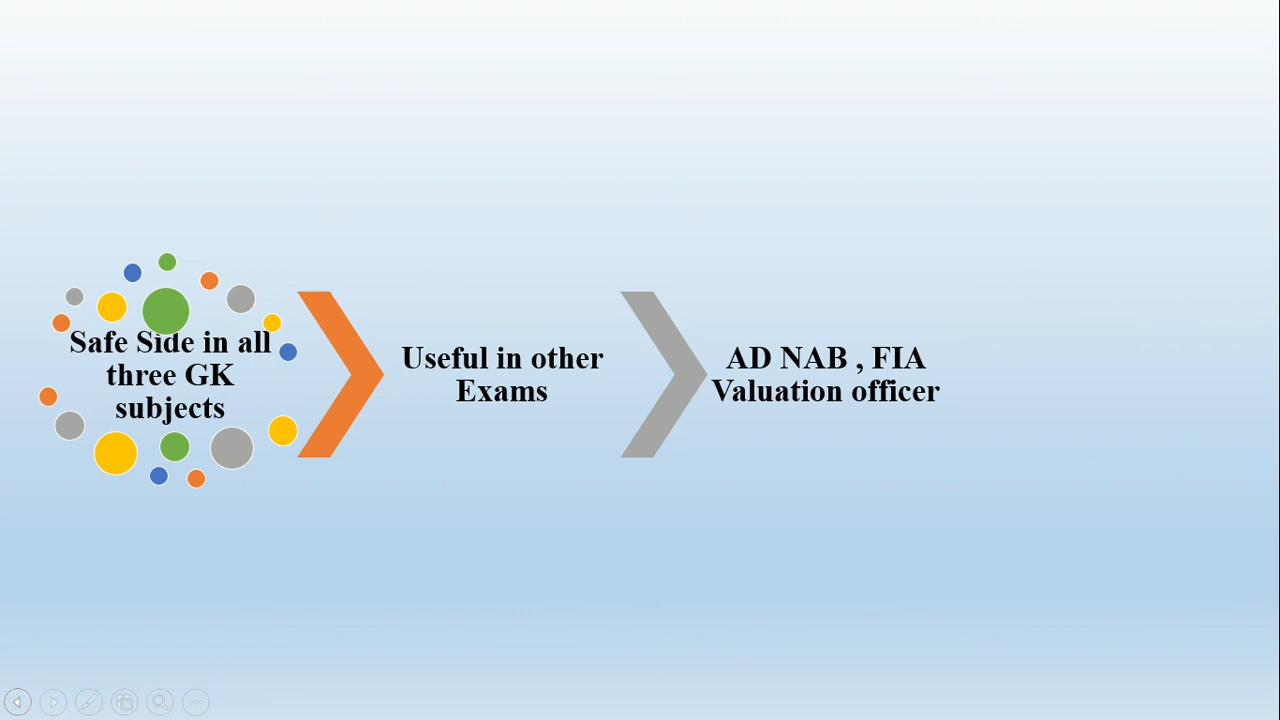 Safe Side in all
three GK
subjects
Useful in other
Exams
AD NAB , FIA
Valuation officer